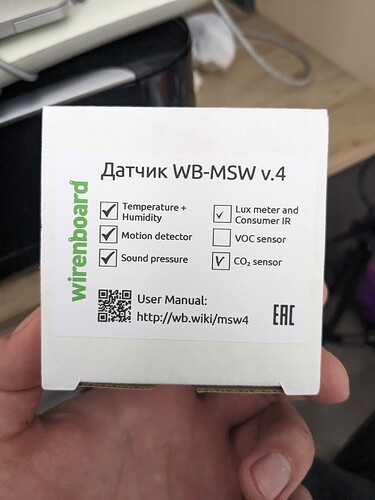 Датчик WB-MSW v.4
wirenboard
Temperature +
Humidity
Motion detector
Sound pressure
Lux meter and
Consumer IR
VOC sensor
CO₂ sensor
User Manual:
http://wb.wiki/msw4
EAC